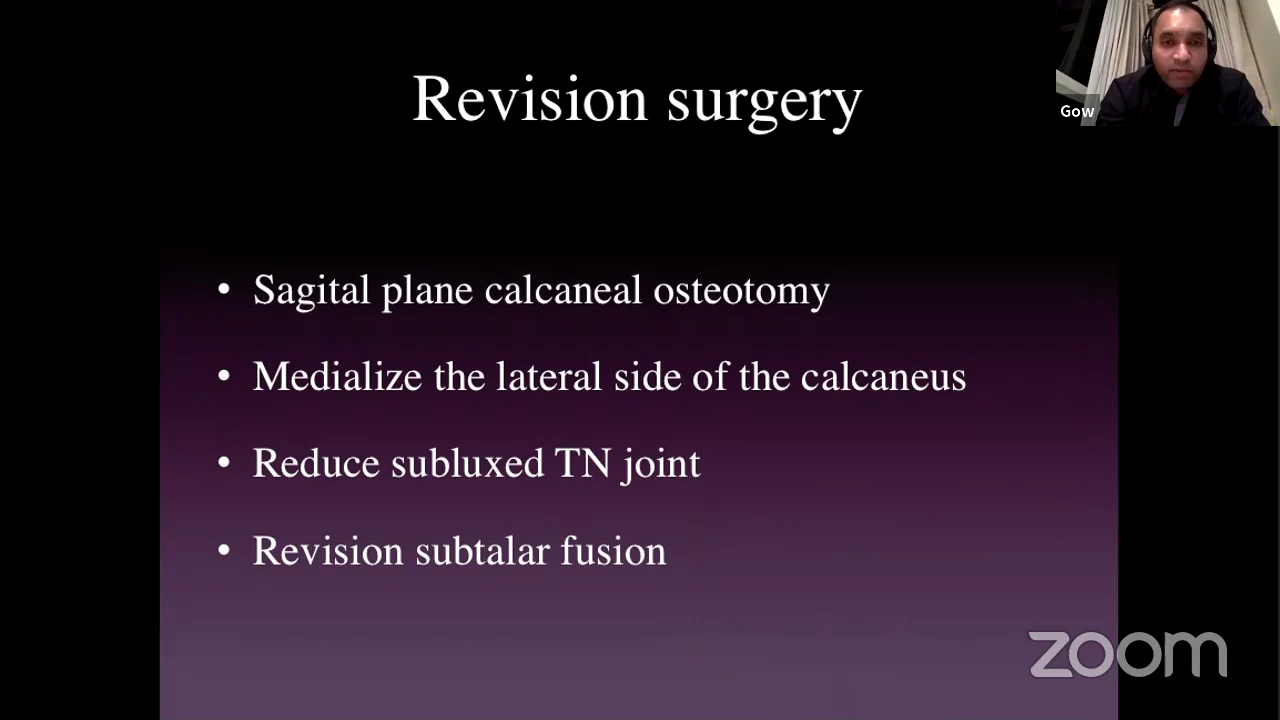 Revision surgery
Gow
• Sagital plane calcaneal osteotomy
• Medialize the lateral side of the calcaneus
• Reduce subluxed TN joint
• Revision subtalar fusion
zoom